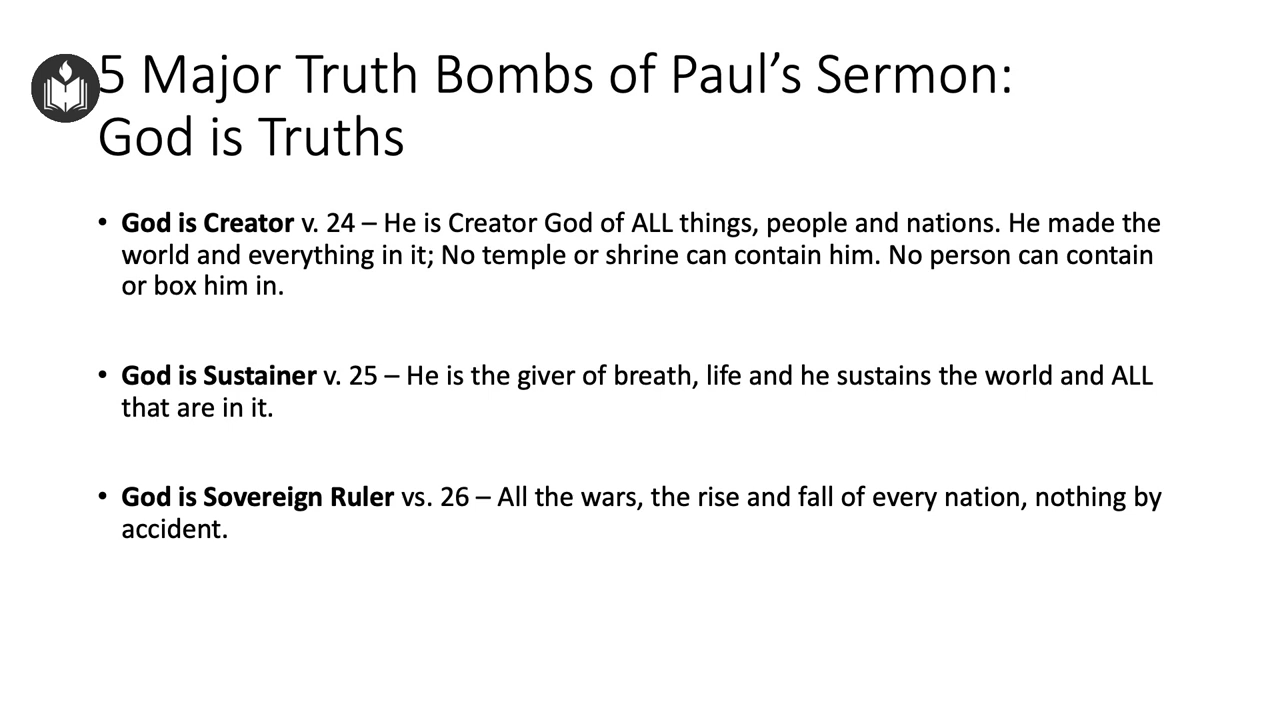 5 Major Truth Bombs of Paul’s Sermon:
God is Truths
• God is Creator v. 24 – He is Creator God of ALL things, people and nations. He made the
world and everything in it; No temple or shrine can contain him. No person can contain
or box him in.
• God is Sustainer v. 25 – He is the giver of breath, life and he sustains the world and ALL
that are in it.
• God is Sovereign Ruler vs. 26 – All the wars, the rise and fall of every nation, nothing by
accident.